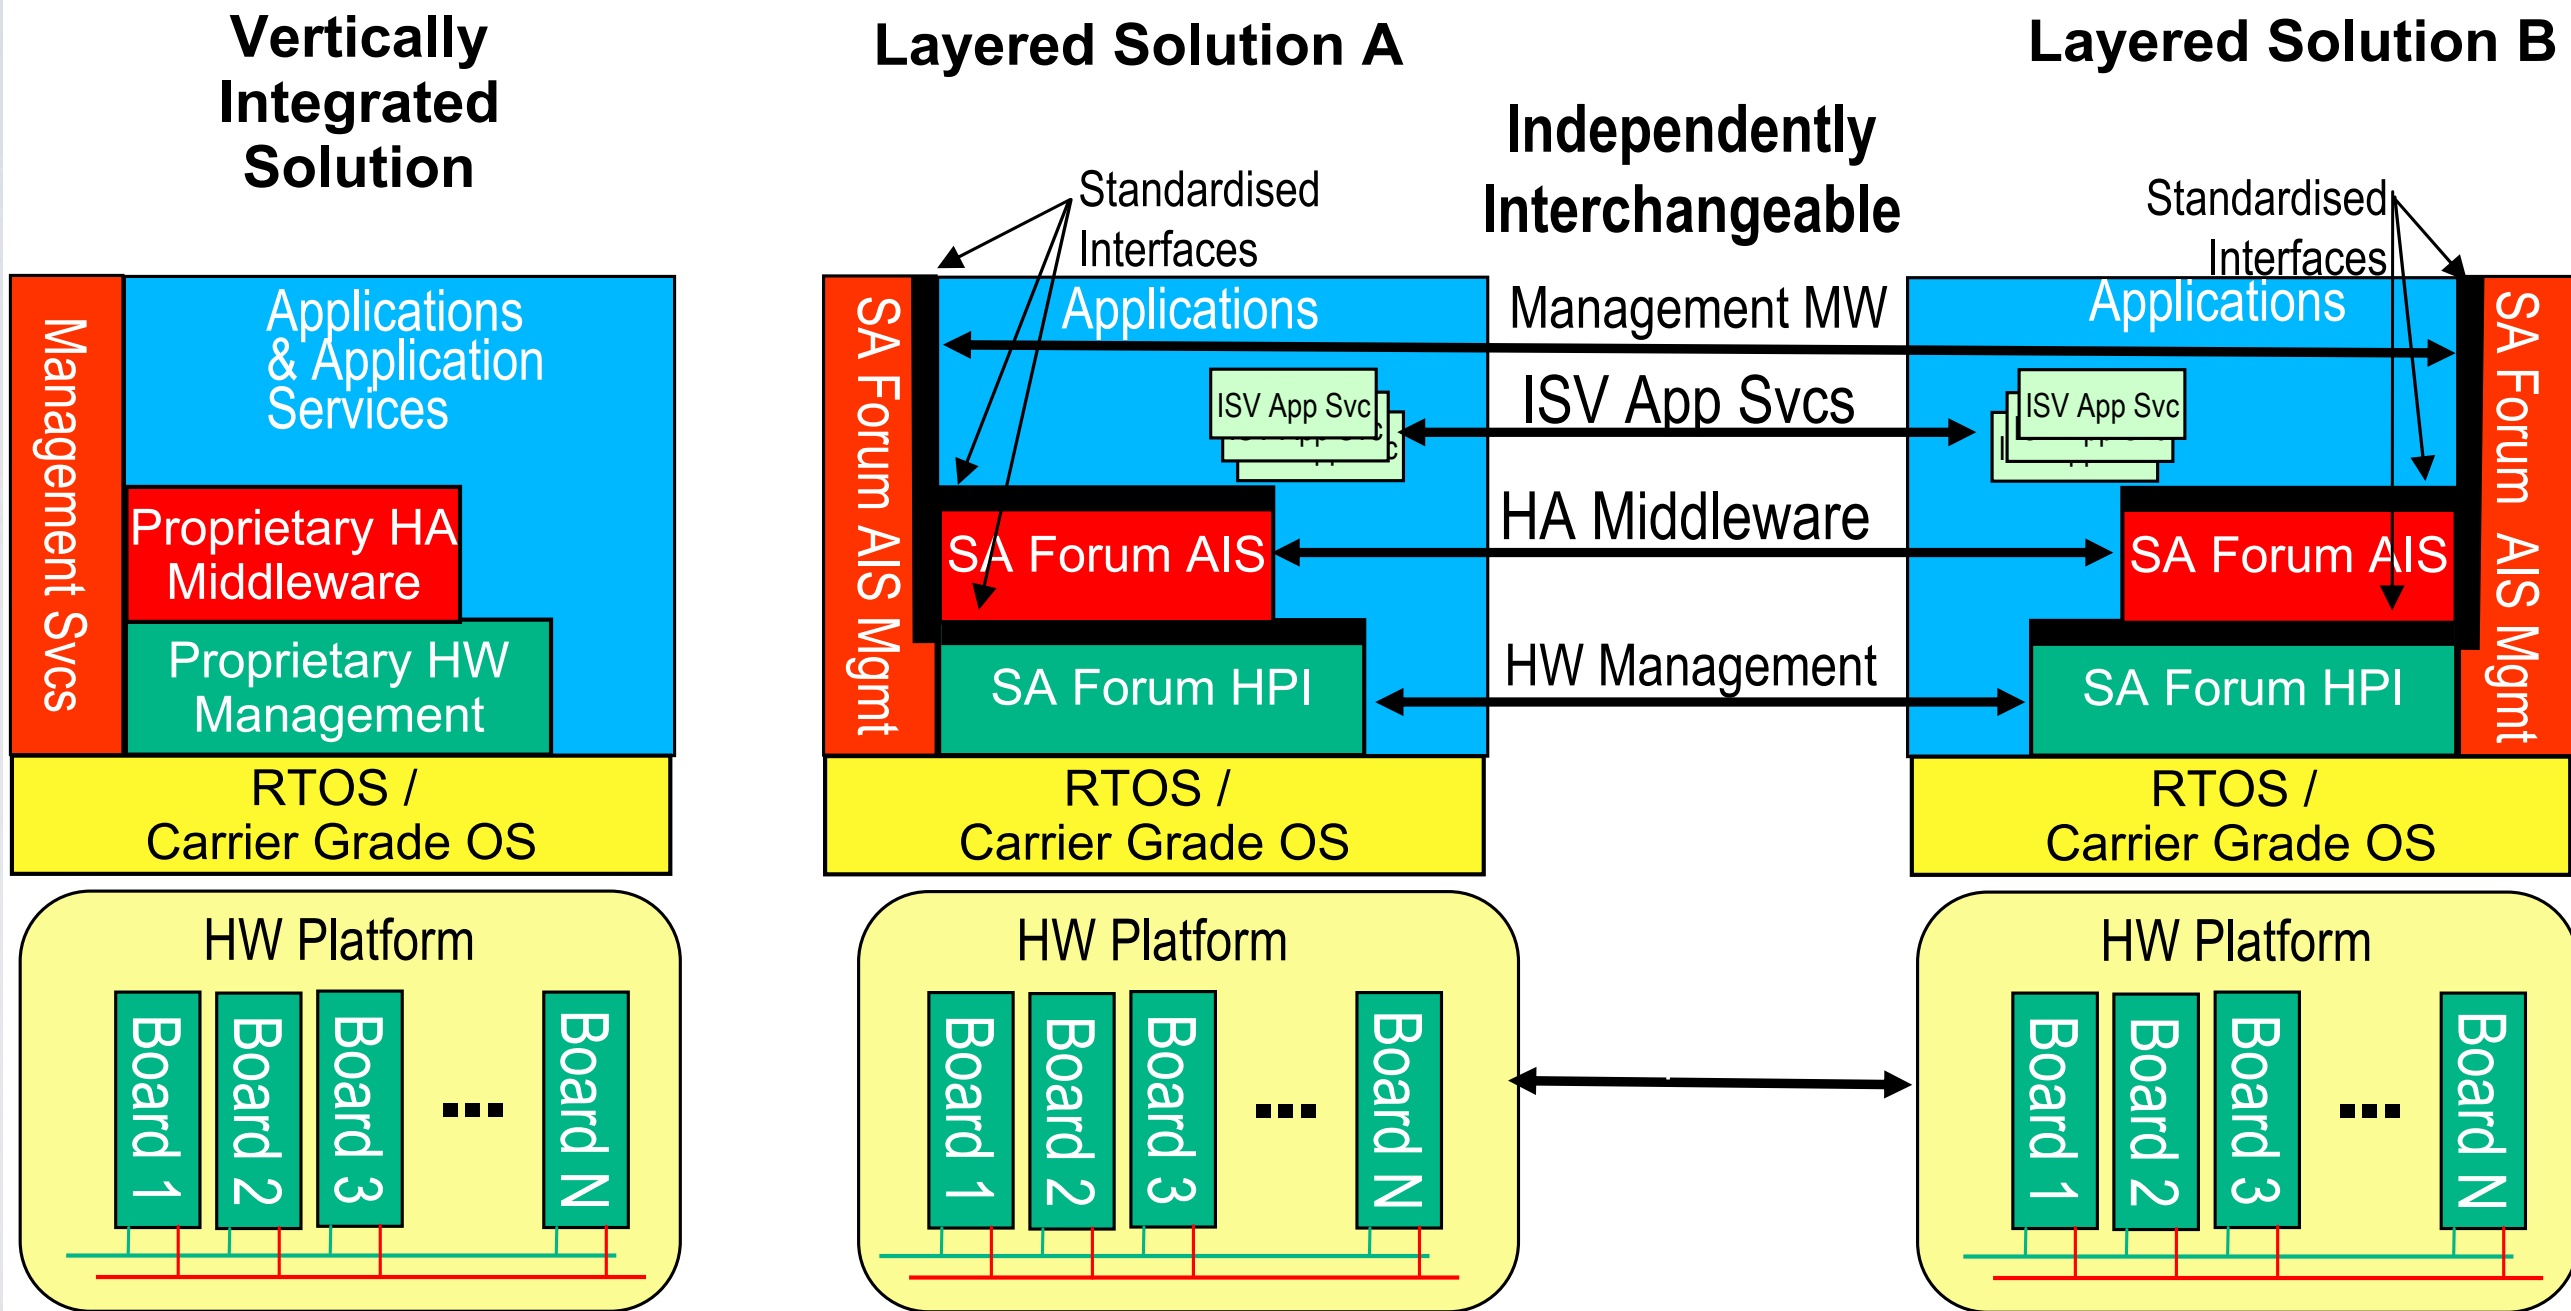 Vertically
Integrated
Solution
Management Svcs
Applications
& Application
Services
Proprietary HA
Middleware
Proprietary HW
Management
RTOS /
Carrier Grade OS
HW Platform
Board 1
Board 2
Board 3
Board N
Layered Solution A
Standardised
Interfaces
SA Forum AIS Mgmt
Applications
ISV App Svc
SA Forum AIS
SA Forum HPI
RTOS /
Carrier Grade OS
HW Platform
Board 1
Board 2
Board 3
Board N
Independently
Interchangeable
Management MW
ISV App Svcs
HA Middleware
HW Management
Layered Solution B
Standardised
Interfaces
Applications
ISV App Svc
SA Forum AIS
SA Forum HPI
SA Forum AIS Mgmt
RTOS /
Carrier Grade OS
HW Platform
Board 1
Board 2
Board 3
Board N